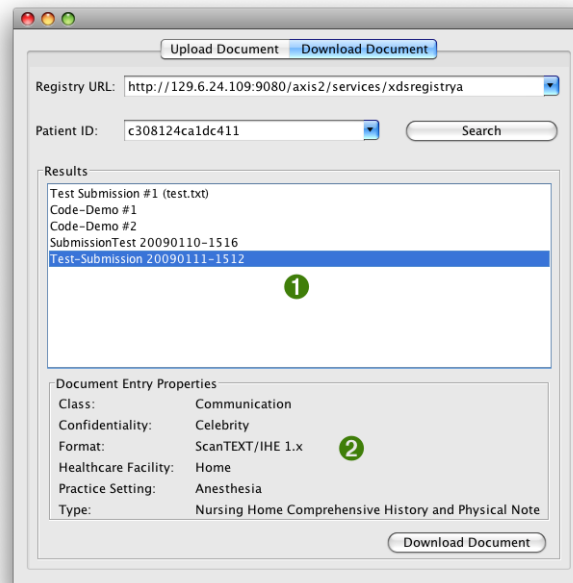 Upload Document Download Document
Registry URL: http://129.6.24.109:9080/axis2/services/xdsregistrya
Patient ID: c308124ca1dc411 Search
Results
Test Submission #1 (test.txt)
Code-Demo #1
Code-Demo #2
SubmissionTest 20090110-1516
Test-Submission 20090111-1512
1
Document Entry Properties
Class: Communication
Confidentiality: Celebrity
Format: ScanTEXT/IHE 1.x
2
Healthcare Facility: Home
Practice Setting: Anesthesia
Type: Nursing Home Comprehensive History and Physical Note
Download Document